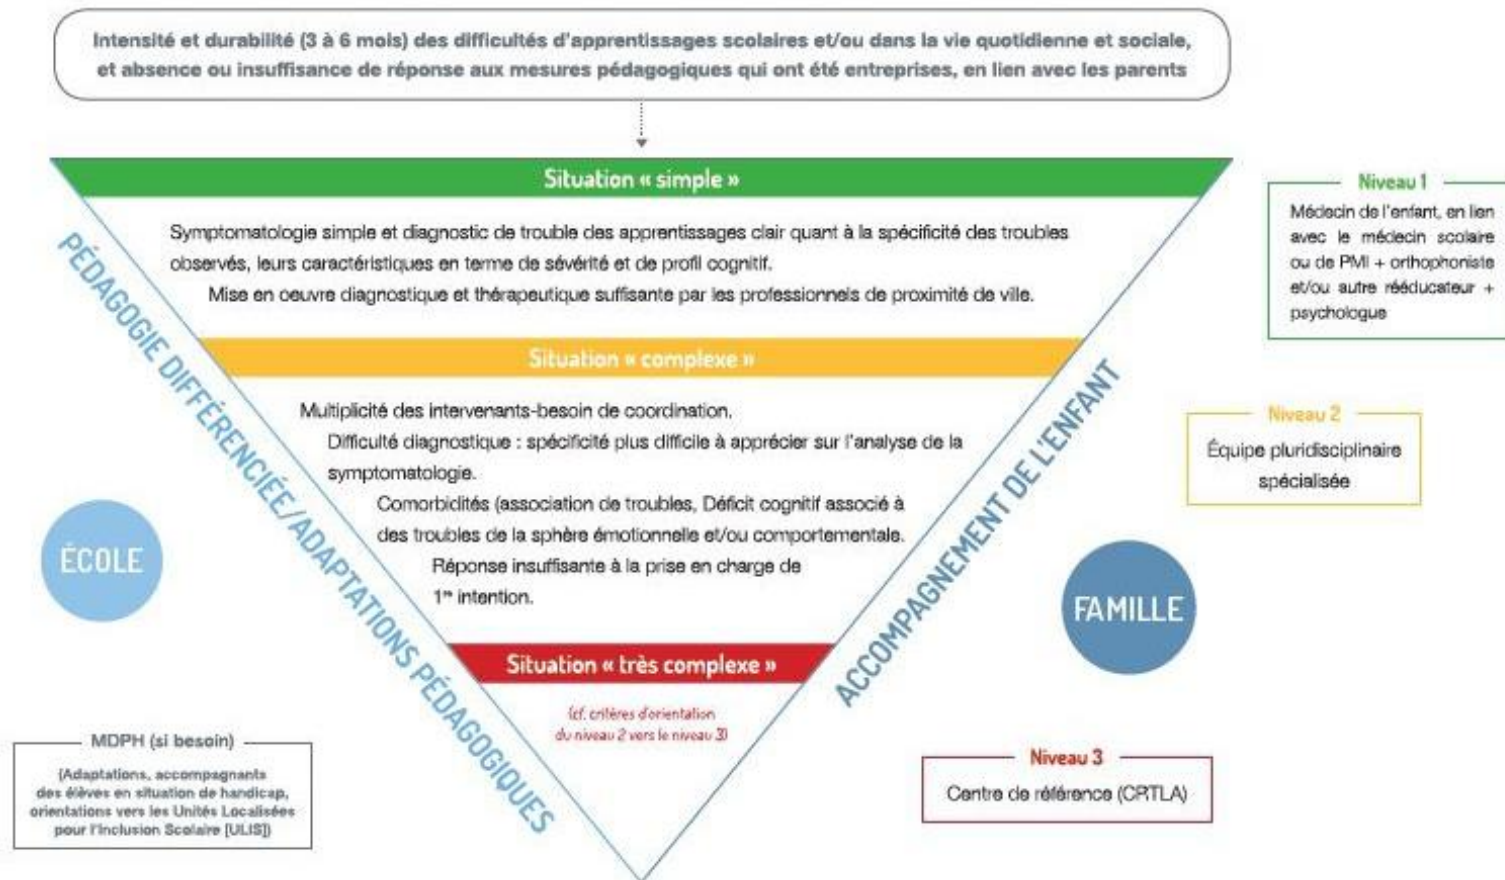 Intensité et durabilité (3 à 6 mois) des difficultés d'apprentissages scolaires et/ou dans la vie quotidienne et sociale,
et absence ou insuffisance de réponse aux mesures pédagogiques qui ont été entreprises, en lien avec les parents
Situation « simple »
Symptomatologie simple et diagnostic de trouble des apprentissages clair quant à la spécificité des troubles
observés, leurs caractéristiques en terme de sévérité et de profil cognitif.
Mise en oeuvre diagnostique et thérapeutique suffisante par les professionnels de proximité de ville.
Niveau 1
Médecin de l'enfant, en lien
avec le médecin scolaire
ou de PMI + orthophoniste
et/ou autre rééducateur +
psychologue
Situation « complexe »
Multiplicité des intervenants-besoin de coordination.
Difficulté diagnostique : spécificité plus difficile à apprécier sur l'analyse de la
symptomatologie.
Comorbidités (association de troubles, Déficit cognitif associé à
des troubles de la sphère émotionnelle et/ou comportementale.
Réponse insuffisante à la prise en charge de
1re intention.
Niveau 2
Équipe pluridisciplinaire
spécialisée
PÉDAGOGIE DIFFÉRENCIÉE/ADAPTATIONS PÉDAGOGIQUES
ACCOMPAGNEMENT DE L'ENFANT
ÉCOLE
FAMILLE
Situation « très complexe »
(cf. critères d'orientation
du niveau 2 vers le niveau 3)
MDPH (si besoin)
(Adaptations, accompagnants
des élèves en situation de handicap,
orientations vers les Unités Localisées
pour l'Inclusion Scolaire [ULIS])
Niveau 3
Centre de référence (CRTLA)